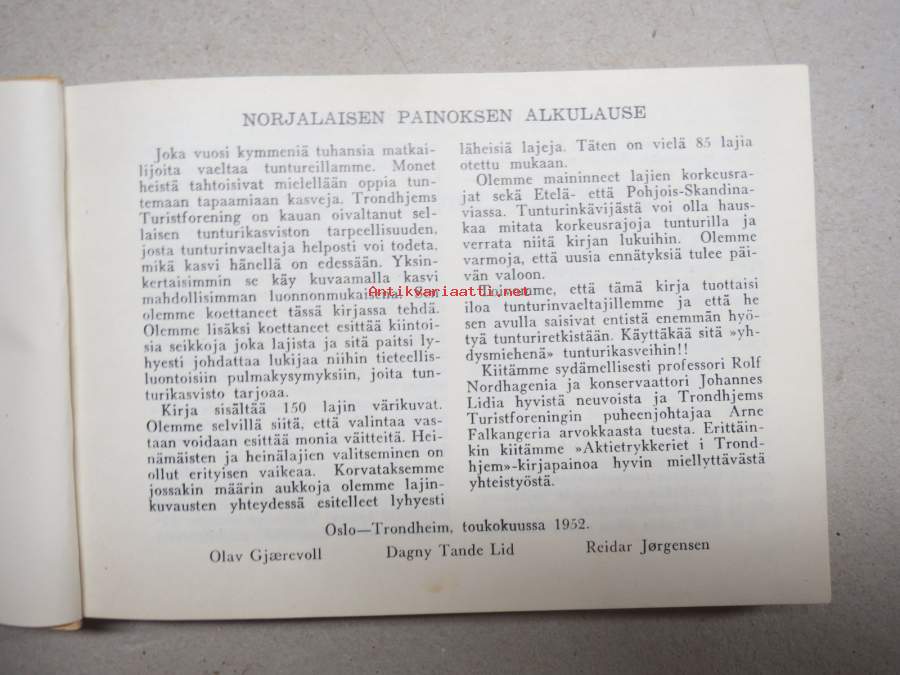 NORJALAISEN PAINOKSEN ALKULAUSE
Joka vuosi kymmeniä tuhansia matkai-
lijoita vaeltaa tuntureillamme. Monet
heistä tahtoisivat mielellään oppia tun-
temaan tapaamiaan kasveja. Trondhjems
Turistforening on kauan oivaltanut sel-
laisen tunturikasviston tarpeellisuuden,
josta tunturinvaeltaja helposti voi todeta,
mikä kasvi hänellä on edessään. Yksin-
kertaisimmin se käy kuvaamalla kasvi
mahdollisimman luonnonmukaisena. Sen
olemme koettaneet tässä kirjassa tehdä.
Olemme lisäksi koettaneet esittää kiintoi-
sia seikkoja joka lajista ja sitä paitsi ly-
hyesti johdattaa lukijaa niihin tieteellis-
luontoisiin pulmakysymyksiin, joita tun-
turikasvisto tarjoaa.
Kirja sisältää 150 lajin värikuvat.
Olemme selvillä siitä, että valintaa vas-
taan voidaan esittää monia väitteitä. Hei-
nämäisten ja heinälajien valitseminen on
ollut erityisen vaikeaa. Korvataksemme
jossakin määrin aukkoja olemme lajin-
kuvausten yhteydessä esitelleet lyhyesti
läheisiä lajeja. Täten on vielä 85 lajia
otettu mukaan.
Olemme maininneet lajien korkeusra-
jat sekä Etelä- että Pohjois-Skandina-
viassa. Tunturinkävijästä voi olla haus-
kaa mitata korkeusrajoja tunturilla ja
verrata niitä kirjan lukuihin. Olemme
varmoja, että uusia ennätyksiä tulee päi-
vän valoon.
Toivomme, että tämä kirja tuottaisi
iloa tunturinvaeltajillemme ja että he
sen avulla saisivat entistä enemmän hyö-
tyä tunturiretkistään. Käyttäkää sitä »yh-
dysmiehenä» tunturikasveihin!!
Kiitämme sydämellisesti professori Rolf
Nordhagenia ja konservaattori Johannes
Lidia hyvistä neuvoista ja Trondhjems
Turistforeningin puheenjohtajaa Arne
Falkangeria arvokkaasta tuesta. Erittäin-
kin kiitämme »Aktietrykkeriet i Trond-
hjem»-kirjapainoa hyvin miellyttävästä
yhteistyöstä.
Oslo—Trondheim, toukokuussa 1952.
Olav Gjærevoll Dagny Tande Lid Reidar Jørgensen
Antikvariaatti.net